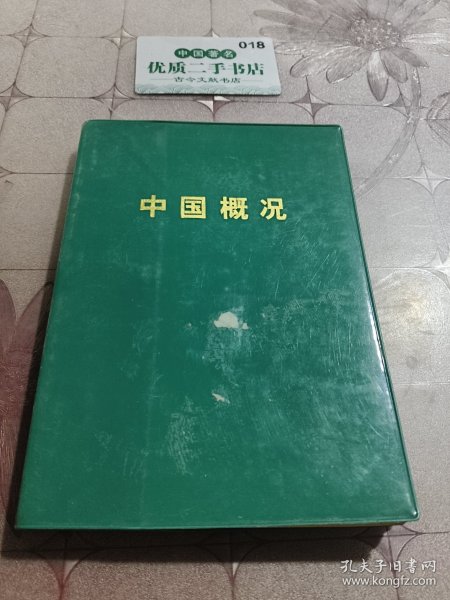 中国著名
018
优质二手书店
古今文献书店
中国概况
孔夫子旧书网
www.kongfz.com